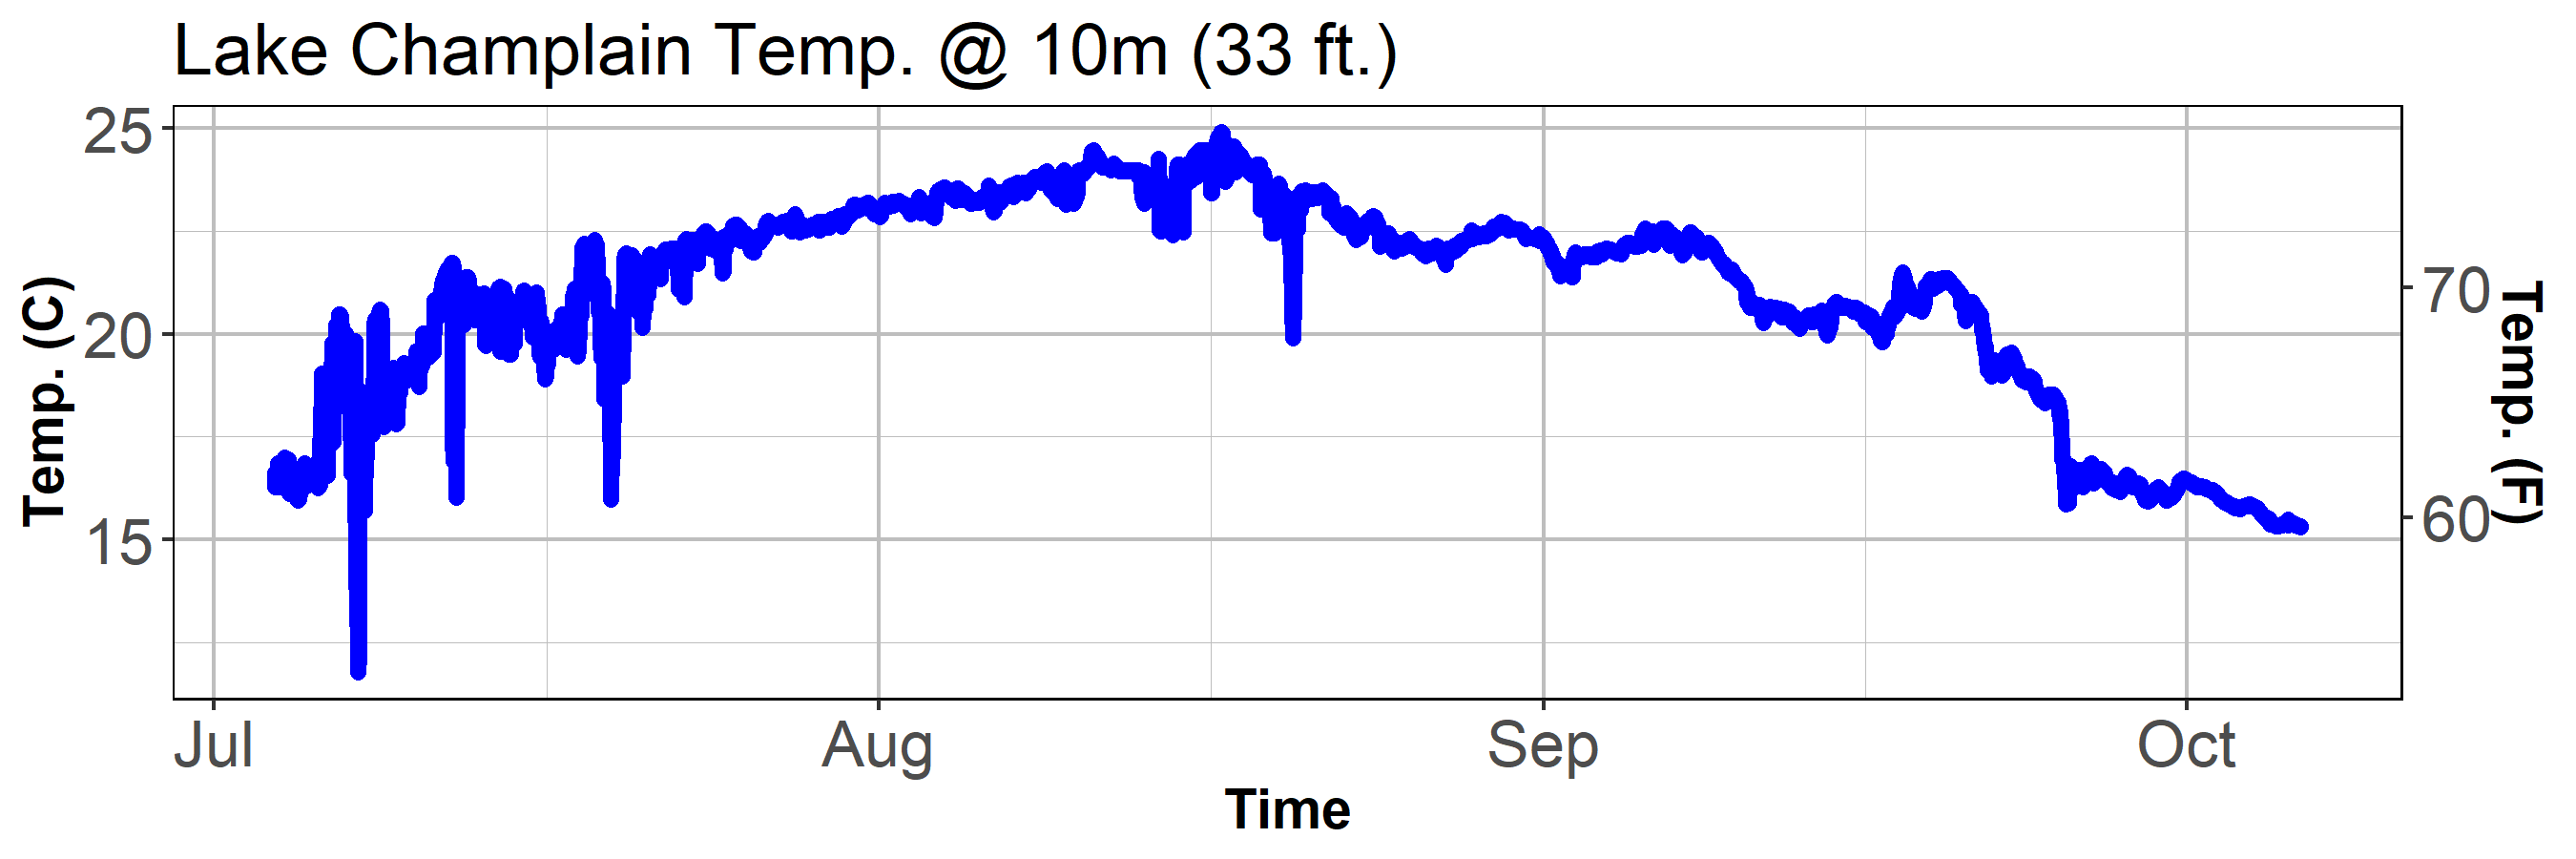 Lake Champlain Temp. @ 10m (33 ft.)
Temp. (C)
25
20
15
70
60
Temp. (F)
Jul Aug Sep Oct
Time